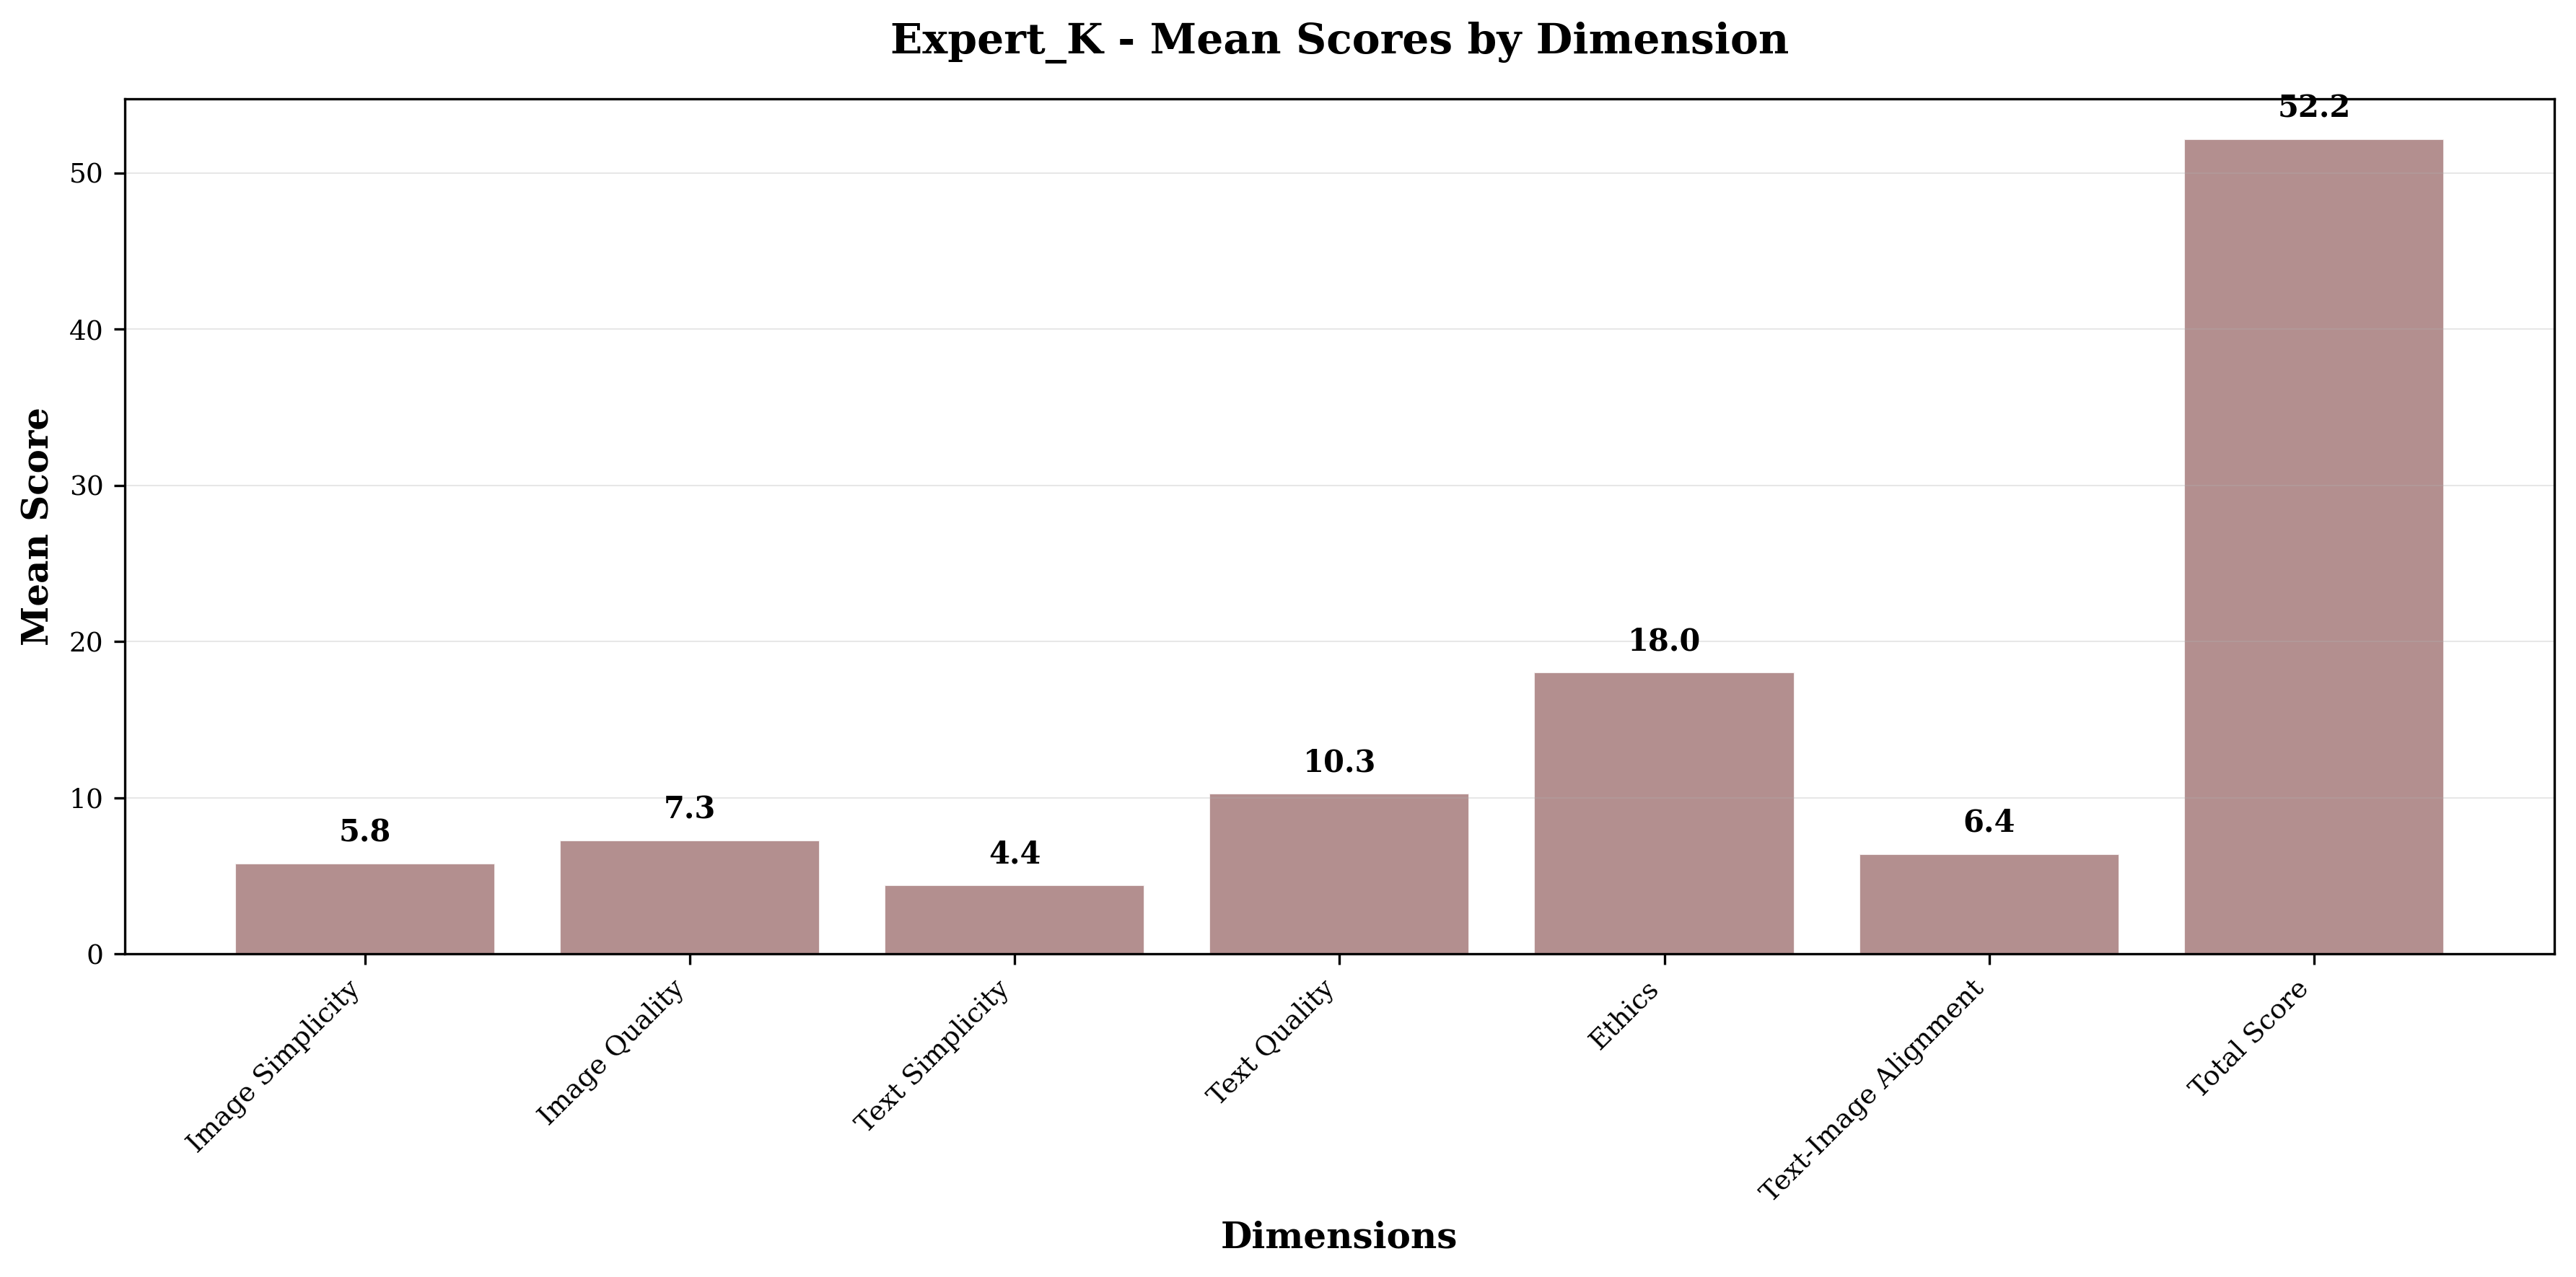 Expert_K - Mean Scores by Dimension
Mean Score
50
40
30
20
10
0
5.8
7.3
4.4
10.3
18.0
6.4
52.2
Image Simplicity
Image Quality
Text Simplicity
Text Quality
Ethics
Text-Image Alignment
Total Score
Dimensions